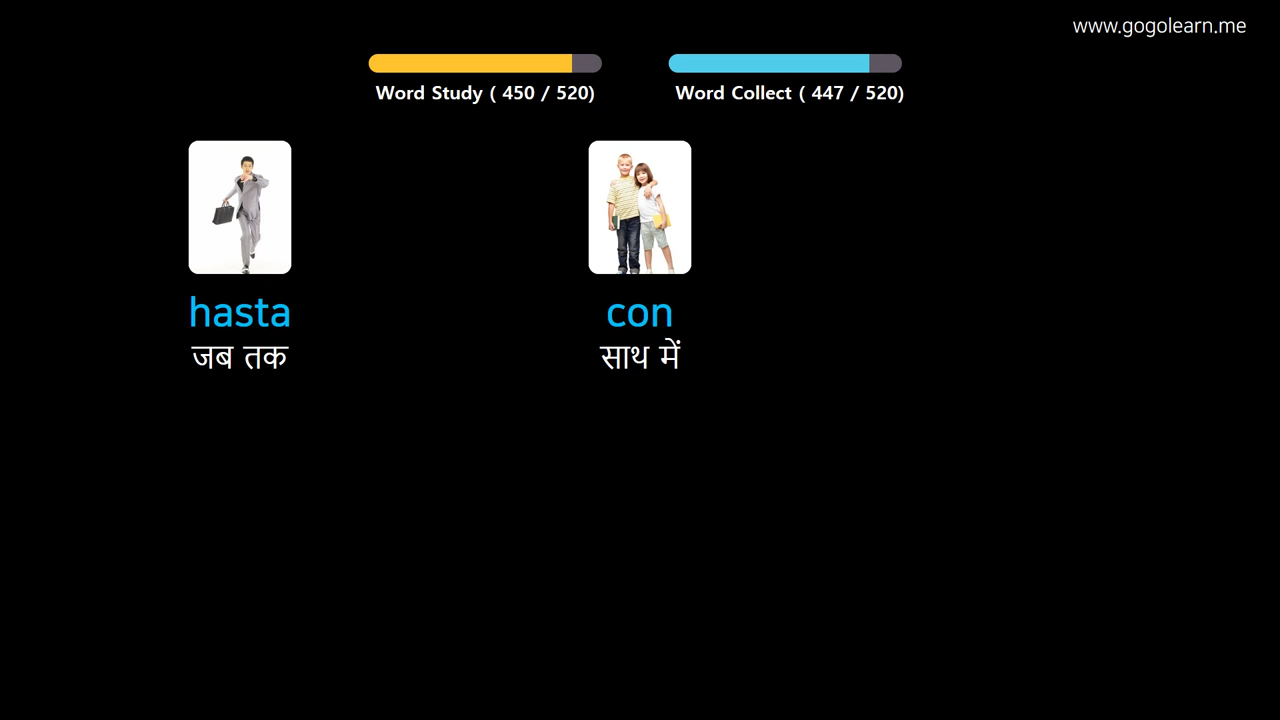 www.gogolearn.me
Word Study ( 450 / 520)
Word Collect ( 447 / 520)
hasta
जब तक
con
साथ में